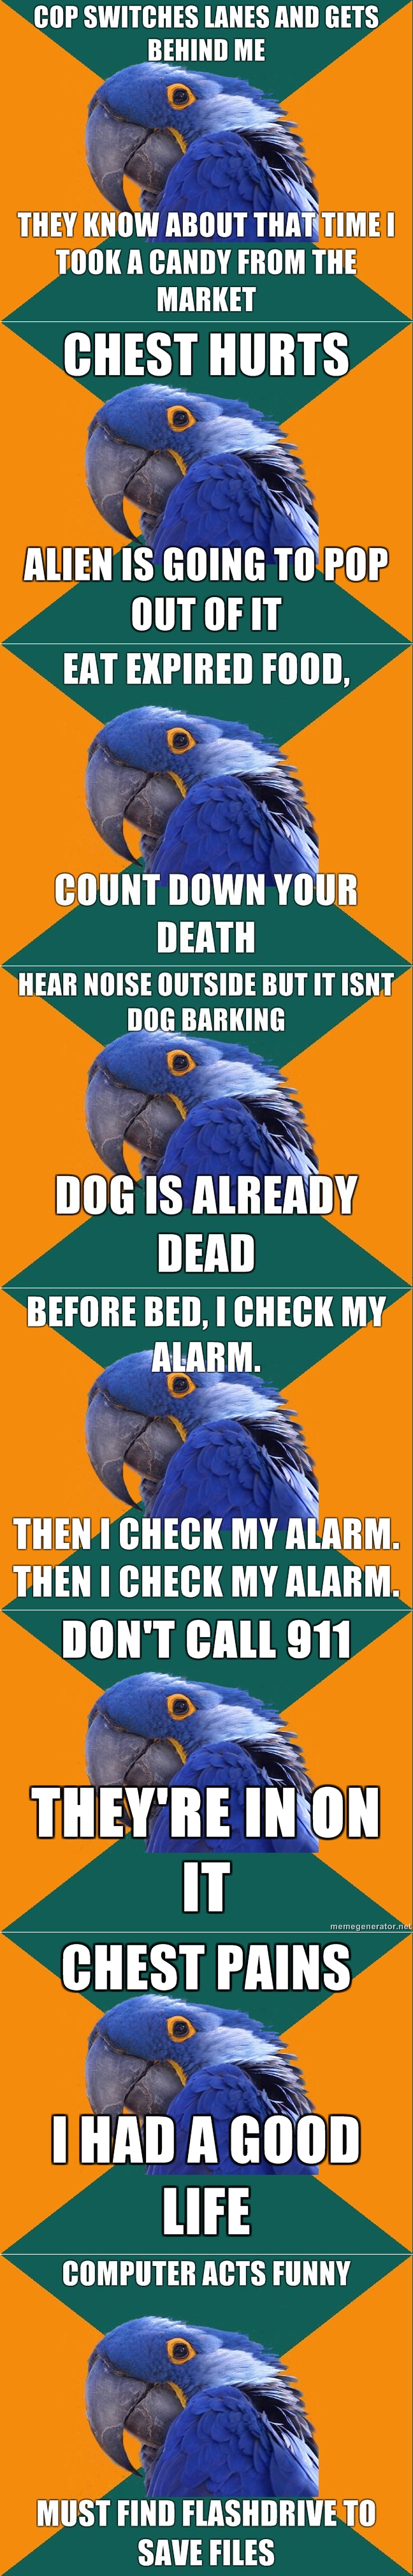 COP SWITCHES LANES AND GETS
BEHIND ME
THEY KNOW ABOUT THAT TIME I
TOOK A CANDY FROM THE
MARKET
CHEST HURTS
ALIEN IS GOING TO POP
OUT OF IT
EAT EXPIRED FOOD,
COUNT DOWN YOUR
DEATH
HEAR NOISE OUTSIDE BUT IT ISNT
DOG BARKING
DOG IS ALREADY
DEAD
BEFORE BED, I CHECK MY
ALARM.
THEN I CHECK MY ALARM.
THEN I CHECK MY ALARM.
DON'T CALL 911
THEY'RE IN ON
IT
memegenerator.net
CHEST PAINS
I HAD A GOOD
LIFE
COMPUTER ACTS FUNNY
MUST FIND FLASHDRIVE TO
SAVE FILES